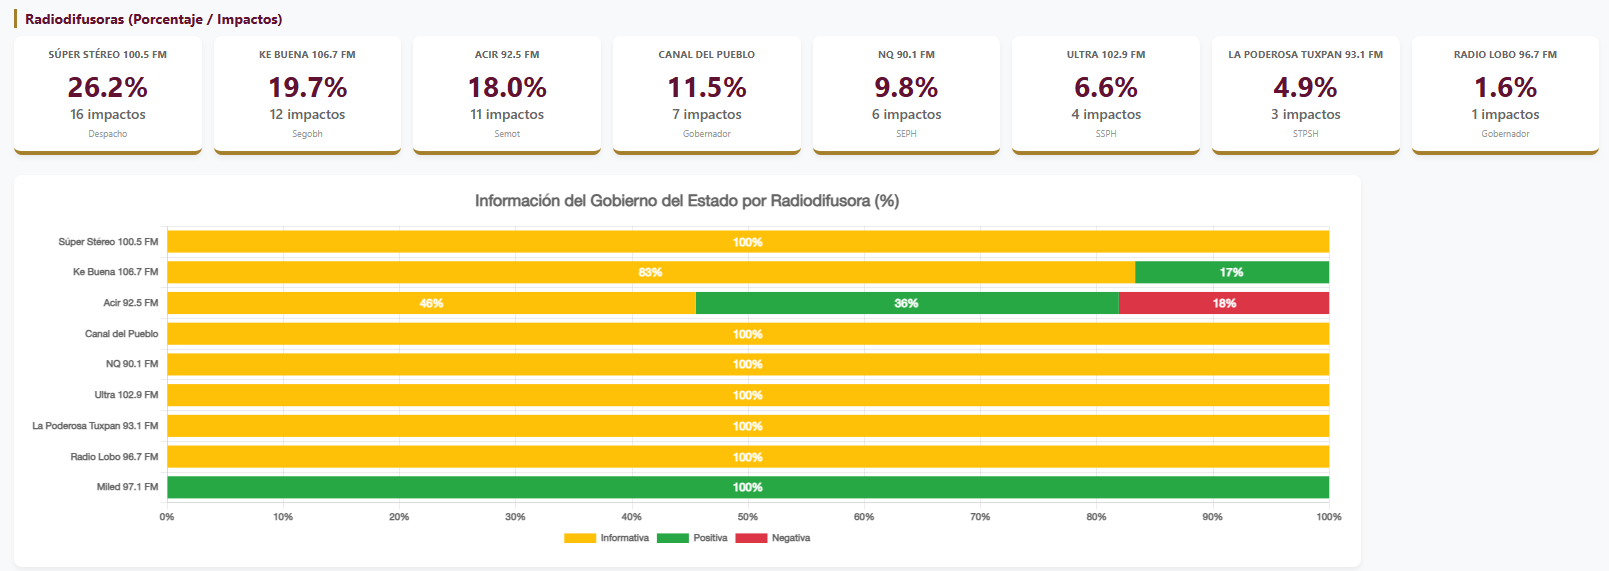 Radiodifusoras (Porcentaje / Impactos)
SÚPER STÉREO 100.5 FM
26.2%
16 impactos
Despacho
KE BUENA 106.7 FM
19.7%
12 impactos
Segobh
ACIR 92.5 FM
18.0%
11 impactos
Semot
CANAL DEL PUEBLO
11.5%
7 impactos
Gobernador
NQ 90.1 FM
9.8%
6 impactos
SEPH
ULTRA 102.9 FM
6.6%
4 impactos
SSPH
LA PODEROSA TUXPAN 93.1 FM
4.9%
3 impactos
STPSH
RADIO LOBO 96.7 FM
1.6%
1 impactos
Gobernador
Información del Gobierno del Estado por Radiodifusora (%)
Súper Stéreo 100.5 FM 100%
Ke Buena 106.7 FM 83% 17%
Acir 92.5 FM 46% 36% 18%
Canal del Pueblo 100%
NQ 90.1 FM 100%
Ultra 102.9 FM 100%
La Poderosa Tuxpan 93.1 FM 100%
Radio Lobo 96.7 FM 100%
Miled 97.1 FM 100%
0% 10% 20% 30% 40% 50% 60% 70% 80% 90% 100%
Informativa Positiva Negativa